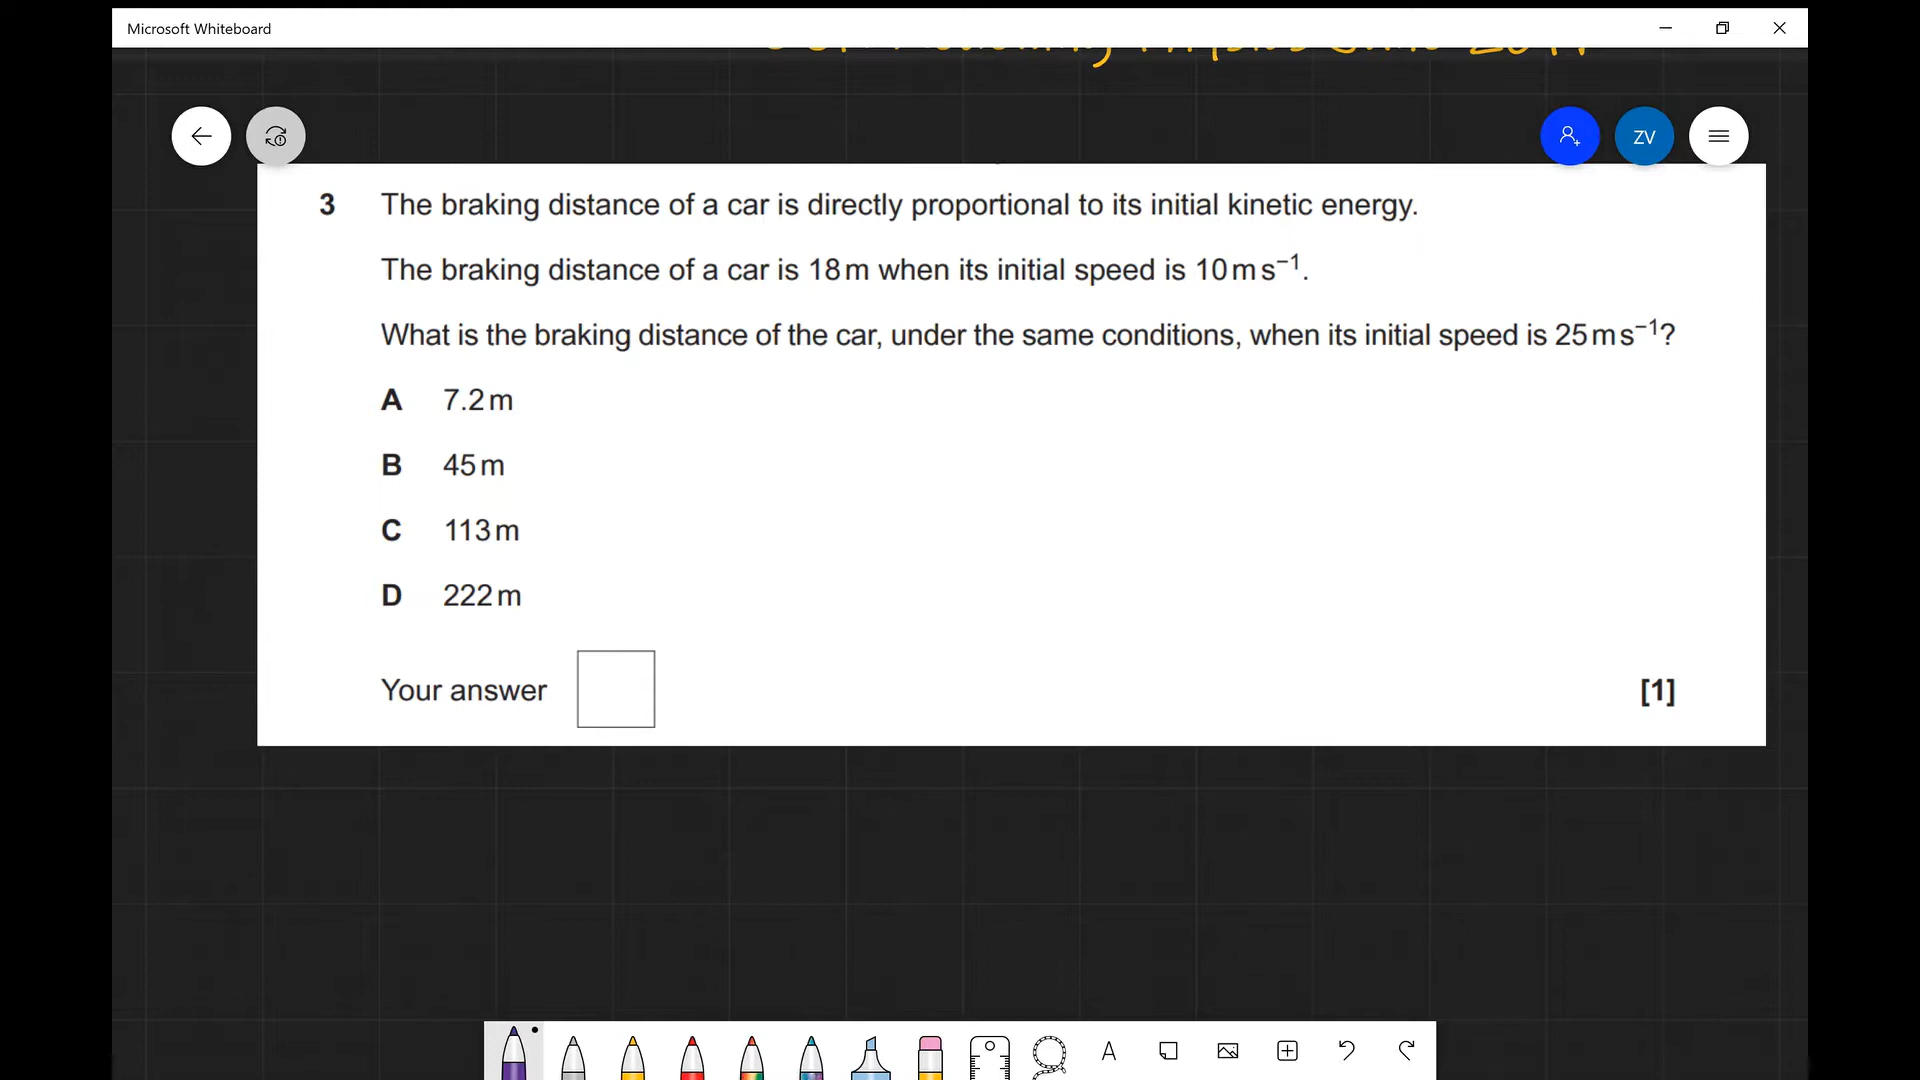 Microsoft Whiteboard
ZV
3 The braking distance of a car is directly proportional to its initial kinetic energy.
The braking distance of a car is 18 m when its initial speed is 10 m s⁻¹.
What is the braking distance of the car, under the same conditions, when its initial speed is 25 m s⁻¹?
A 7.2 m
B 45 m
C 113 m
D 222 m
Your answer [1]